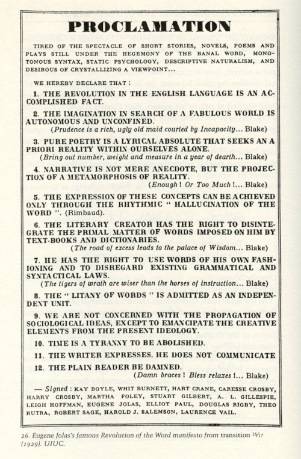 PROCLAMATION
TIRED OF THE SPECTACLE OF SHORT STORIES, NOVELS, POEMS AND
PLAYS STILL UNDER THE HEGEMONY OF THE BANAL WORD, MONO-
TONOUS SYNTAX, STATIC PSYCHOLOGY, DESCRIPTIVE NATURALISM, AND
DESIROUS OF CRYSTALLIZING A VIEWPOINT...
WE HEREBY DECLARE THAT :
1. THE REVOLUTION IN THE ENGLISH LANGUAGE IS AN AC-
COMPLISHED FACT.
2. THE IMAGINATION IN SEARCH OF A FABULOUS WORLD IS
AUTONOMOUS AND UNCONFINED.
(Prudence is a rich, ugly old maid courted by Incapacity... Blake)
3. PURE POETRY IS A LYRICAL ABSOLUTE THAT SEEKS AN A
PRIORI REALITY WITHIN OURSELVES ALONE.
(Bring out number, weight and measure in a year of dearth... Blake)
4. NARRATIVE IS NOT MERE ANECDOTE, BUT THE PROJEC-
TION OF A METAMORPHOSIS OF REALITY.
(Enough ! Or Too Much !... Blake)
5. THE EXPRESSION OF THESE CONCEPTS CAN BE ACHIEVED
ONLY THROUGH THE RHYTHMIC " HALLUCINATION OF THE
WORD ". (Rimbaud).
6. THE LITERARY CREATOR HAS THE RIGHT TO DISINTE-
GRATE THE PRIMAL MATTER OF WORDS IMPOSED ON HIM BY
TEXT-BOOKS AND DICTIONARIES.
(The road of excess leads to the palace of Wisdom... Blake)
7. HE HAS THE RIGHT TO USE WORDS OF HIS OWN FASH-
IONING AND TO DISREGARD EXISTING GRAMMATICAL AND
SYNTACTICAL LAWS.
(The tigers of wrath are wiser than the horses of instruction... Blake)
8. THE " LITANY OF WORDS " IS ADMITTED AS AN INDEPEN-
DENT UNIT.
9. WE ARE NOT CONCERNED WITH THE PROPAGATION OF
SOCIOLOGICAL IDEAS, EXCEPT TO EMANCIPATE THE CREATIVE
ELEMENTS FROM THE PRESENT IDEOLOGY.
10. TIME IS A TYRANNY TO BE ABOLISHED.
11. THE WRITER EXPRESSES. HE DOES NOT COMMUNICATE
12. THE PLAIN READER BE DAMNED.
(Damn braces ! Bless relaxes !... Blake)
— Signed : KAY BOYLE, WHIT BURNETT, HART CRANE, CARESSE CROSBY,
HARRY CROSBY, MARTHA FOLEY, STUART GILBERT, A. L. GILLESPIE,
LEIGH HOFFMAN, EUGENE JOLAS, ELLIOT PAUL, DOUGLAS RIGBY, THEO
RUTRA, ROBERT SAGE, HAROLD J. SALEMSON, LAURENCE VAIL.
26. Eugene Jolas's famous Revolution of the Word manifesto from transition
(1929). UIUC.